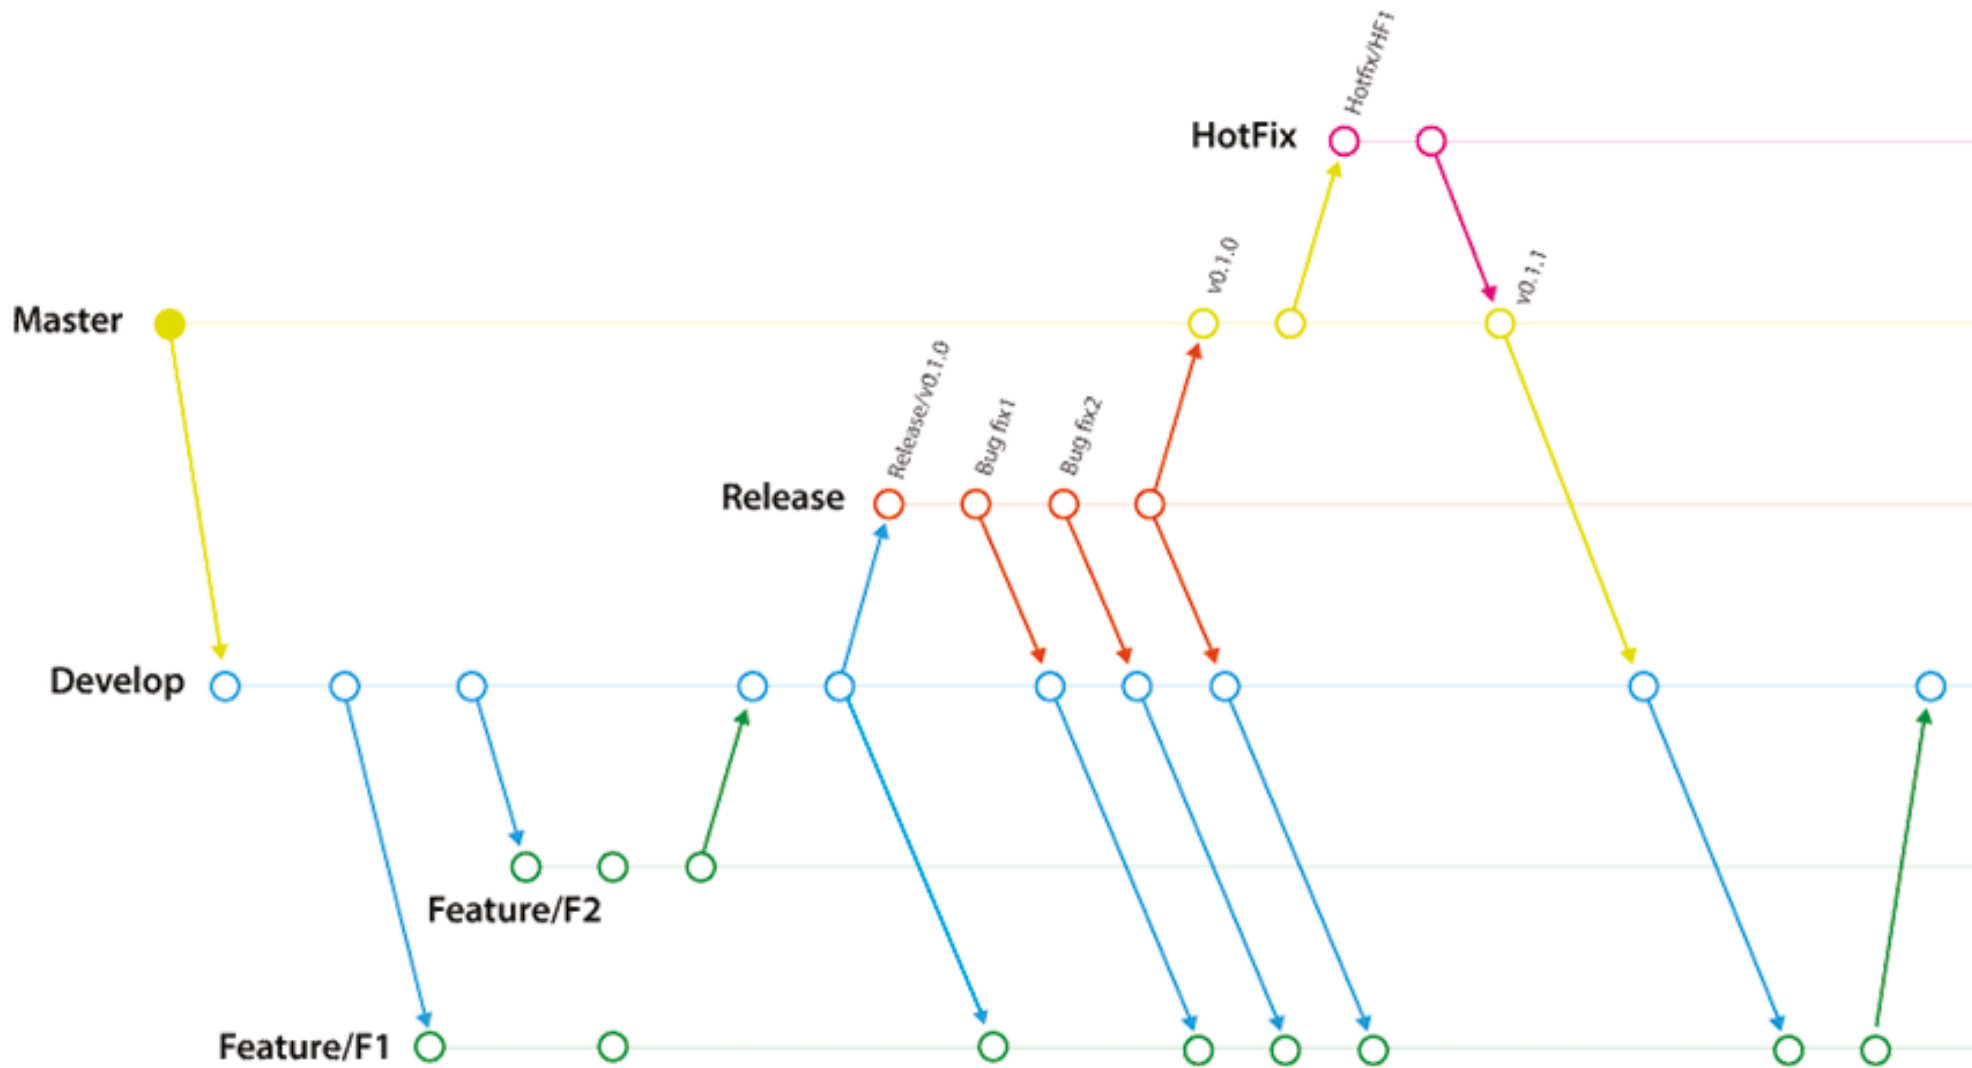 Hotfix/HF1
HotFix
v0.1.0
v0.1.1
Master
Release/v0.1.0
Bug fix1
Bug fix2
Release
Develop
Feature/F2
Feature/F1